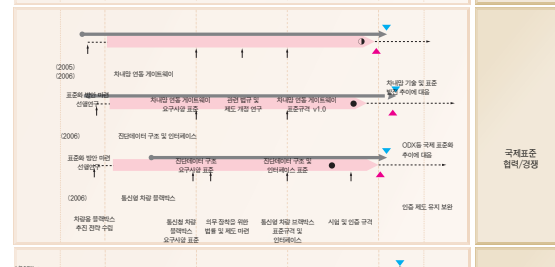 (2005)
(2006)
차내망 연동 게이트웨이
차내망 기술 및 표준
발전 추이에 대응
표준화 방안 마련
선행연구
차내망 연동 게이트웨이
요구사양 표준
관련 법규 및
제도 개정 연구
차내망 연동 게이트웨이
표준규격 v1.0
(2006)
진단데이터 구조 및 인터페이스
표준화 방안 마련
선행연구
진단데이터 구조
요구사양 표준
진단데이터 구조 및
인터페이스 표준
ODX등 국제 표준화
추이에 대응
국제표준
협력/경쟁
(2006)
통신형 차량 블랙박스
인증 제도 유지 보완
차량용 블랙박스
추진 전략 수립
통신형 차량
블랙박스
요구사양 표준
의무 장착을 위한
법률 및 제도 마련
통신형 차량 블랙박스
표준규격 및
인터페이스
시험 및 인증 규격